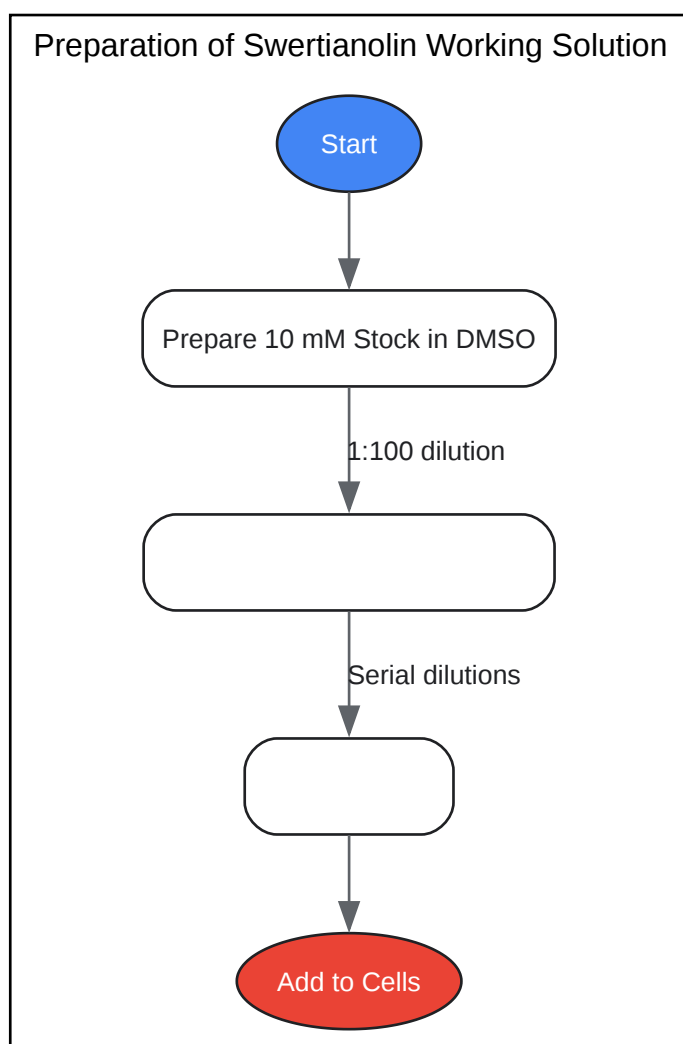 Preparation of Swertianolin Working Solution
Start
Prepare 10 mM Stock in DMSO
1:100 dilution
Serial dilutions
Add to Cells